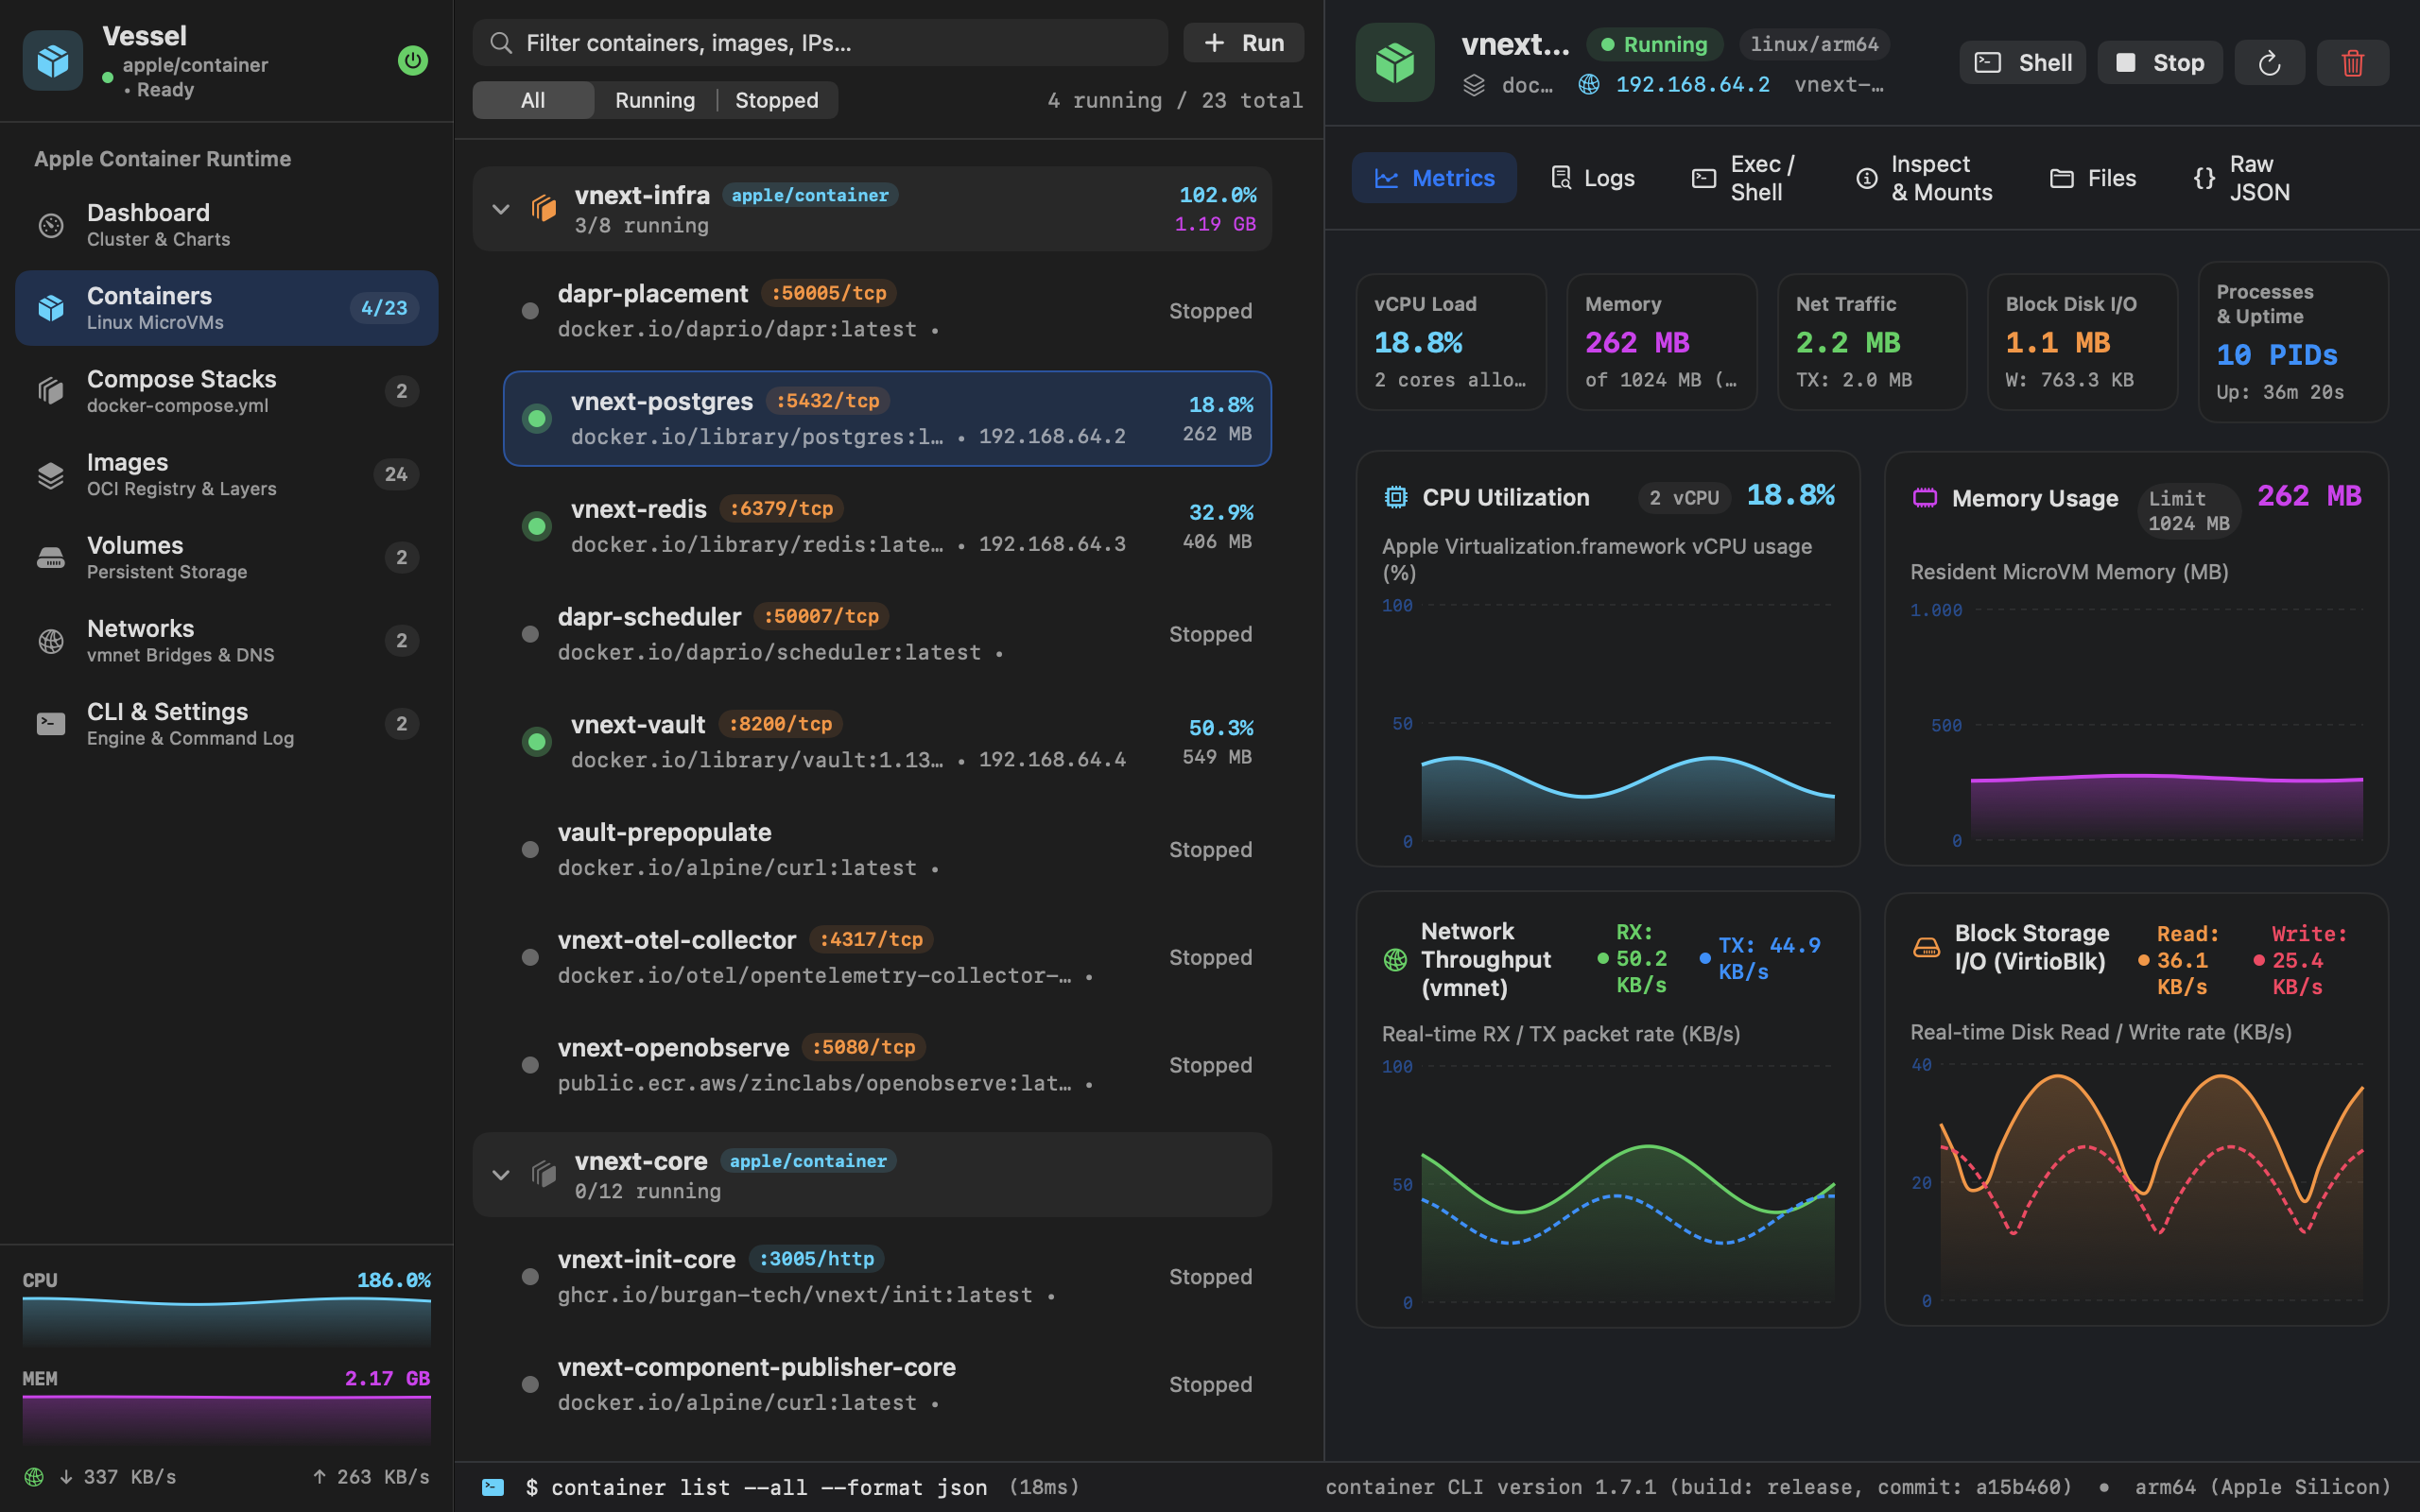 Vessel
apple/container
• Ready
Apple Container Runtime
Dashboard
Cluster & Charts
Containers
Linux MicroVMs
4/23
Compose Stacks
docker-compose.yml
2
Images
OCI Registry & Layers
24
Volumes
Persistent Storage
2
Networks
vmnet Bridges & DNS
2
CLI & Settings
Engine & Command Log
2
CPU
186.0%
MEM
2.17 GB
↓ 337 KB/s
↑ 263 KB/s
Filter containers, images, IPs...
+ Run
All
Running
Stopped
4 running / 23 total
vnext-infra
apple/container
3/8 running
102.0%
1.19 GB
dapr-placement
:50005/tcp
docker.io/daprio/dapr:latest •
Stopped
vnext-postgres
:5432/tcp
docker.io/library/postgres:l… • 192.168.64.2
18.8%
262 MB
vnext-redis
:6379/tcp
docker.io/library/redis:late… • 192.168.64.3
32.9%
406 MB
dapr-scheduler
:50007/tcp
docker.io/daprio/scheduler:latest •
Stopped
vnext-vault
:8200/tcp
docker.io/library/vault:1.13… • 192.168.64.4
50.3%
549 MB
vault-prepopulate
docker.io/alpine/curl:latest •
Stopped
vnext-otel-collector
:4317/tcp
docker.io/otel/opentelemetry-collector-… •
Stopped
vnext-openobserve
:5080/tcp
public.ecr.aws/zinclabs/openobserve:lat… •
Stopped
vnext-core
apple/container
0/12 running
vnext-init-core
:3005/http
ghcr.io/burgan-tech/vnext/init:latest •
Stopped
vnext-component-publisher-core
docker.io/alpine/curl:latest •
Stopped
$ container list --all --format json (18ms)
vnext…
Running
linux/arm64
doc…
192.168.64.2
vnext-…
Shell
Stop
Metrics
Logs
Exec /
Shell
Inspect
& Mounts
Files
{} Raw
JSON
vCPU Load
18.8%
2 cores allo…
Memory
262 MB
of 1024 MB (…
Net Traffic
2.2 MB
TX: 2.0 MB
Block Disk I/O
1.1 MB
W: 763.3 KB
Processes
& Uptime
10 PIDs
Up: 36m 20s
CPU Utilization
2 vCPU
18.8%
Apple Virtualization.framework vCPU usage
(%)
100
50
0
Memory Usage
Limit
1024 MB
262 MB
Resident MicroVM Memory (MB)
1.000
500
0
Network
Throughput
(vmnet)
RX:
50.2
KB/s
TX: 44.9
KB/s
Real-time RX / TX packet rate (KB/s)
100
50
0
Block Storage
I/O (VirtioBlk)
Read:
36.1
KB/s
Write:
25.4
KB/s
Real-time Disk Read / Write rate (KB/s)
40
20
0
container CLI version 1.7.1 (build: release, commit: a15b460) • arm64 (Apple Silicon)